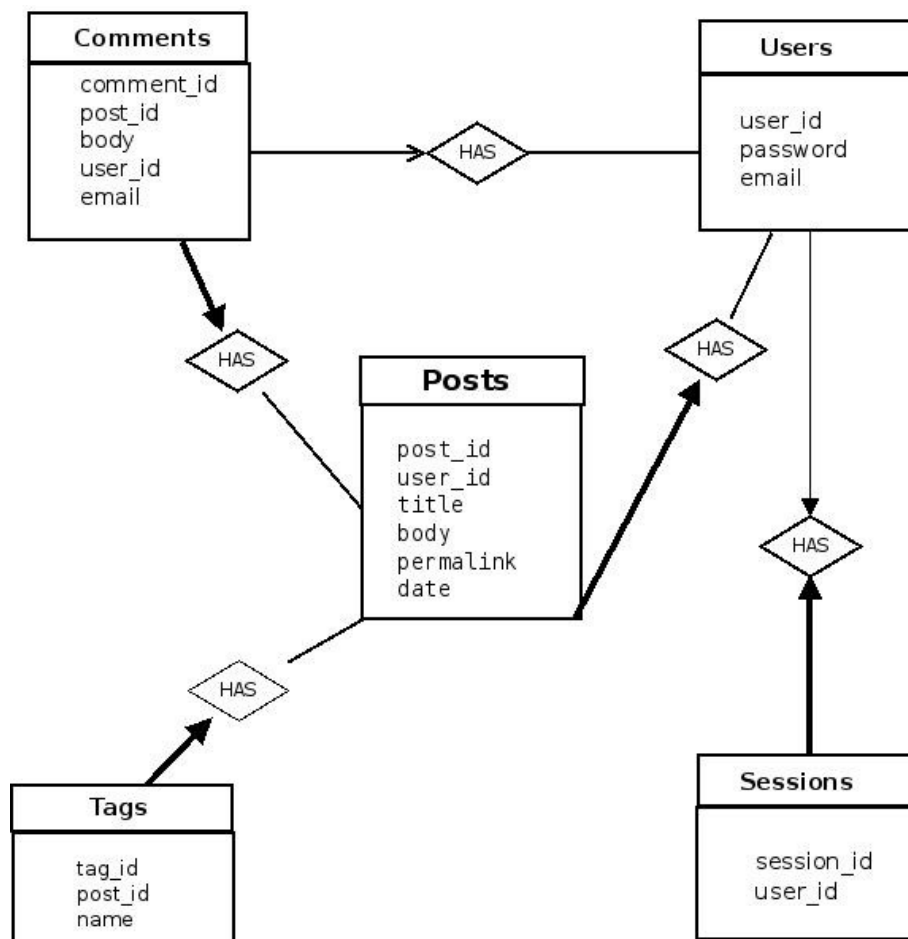 Comments
comment_id
post_id
body
user_id
email
HAS
Users
user_id
password
email
HAS
HAS
Posts
post_id
user_id
title
body
permalink
date
HAS
HAS
Tags
tag_id
post_id
name
Sessions
session_id
user_id